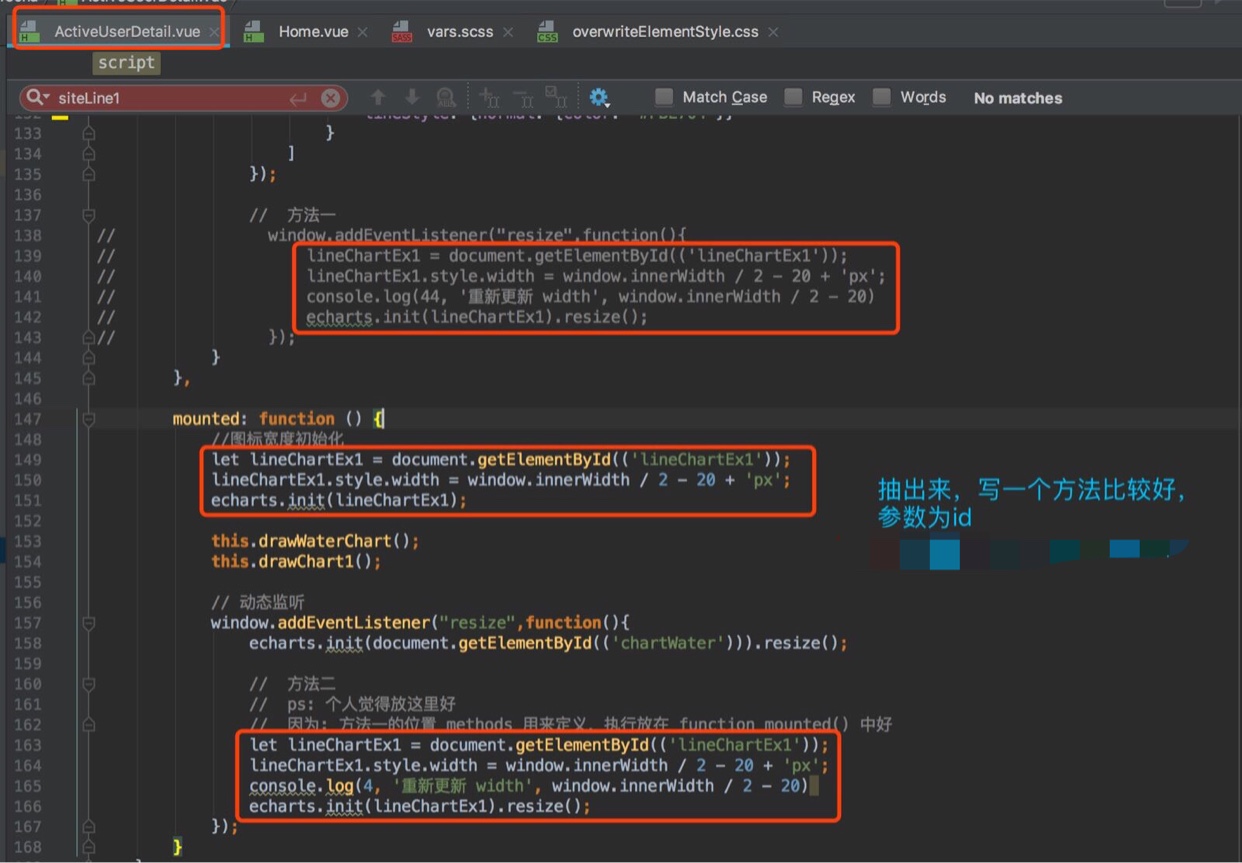 ActiveUserDetail.vue
ActiveUserDetail.vue Home.vue vars.scss overwriteElementStyle.css
script
siteLine1 Match Case Regex Words No matches
133 }
134 ]
135 });
136
137 // 方法一
138 // window.addEventListener("resize",function(){
139 // lineChartEx1 = document.getElementById(('lineChartEx1'));
140 // lineChartEx1.style.width = window.innerWidth / 2 - 20 + 'px';
141 // console.log(44, '重新更新 width', window.innerWidth / 2 - 20)
142 // echarts.init(lineChartEx1).resize();
143 // });
144 }
145 },
146
147 mounted: function () {
148 //图标宽度初始化
149 let lineChartEx1 = document.getElementById(('lineChartEx1'));
150 lineChartEx1.style.width = window.innerWidth / 2 - 20 + 'px';
151 echarts.init(lineChartEx1);
152
153 this.drawWaterChart();
154 this.drawChart1();
155
156 // 动态监听
157 window.addEventListener("resize",function(){
158 echarts.init(document.getElementById(('chartWater'))).resize();
159
160 // 方法二
161 // ps: 个人觉得放这里好
162 // 因为: 方法一的位置 methods 用来定义, 执行放在 function mounted() 中好
163 let lineChartEx1 = document.getElementById(('lineChartEx1'));
164 lineChartEx1.style.width = window.innerWidth / 2 - 20 + 'px';
165 console.log(4, '重新更新 width', window.innerWidth / 2 - 20)
166 echarts.init(lineChartEx1).resize();
167 });
168 }
抽出来，写一个方法比较好，
参数为id